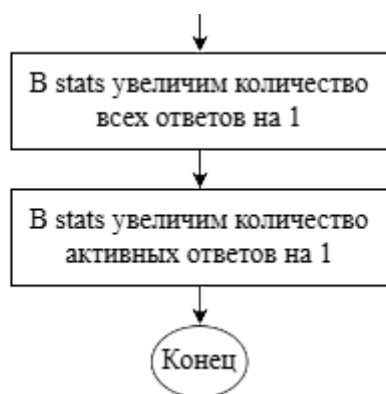 В stats увеличим количество
всех ответов на 1
В stats увеличим количество
активных ответов на 1
Конец